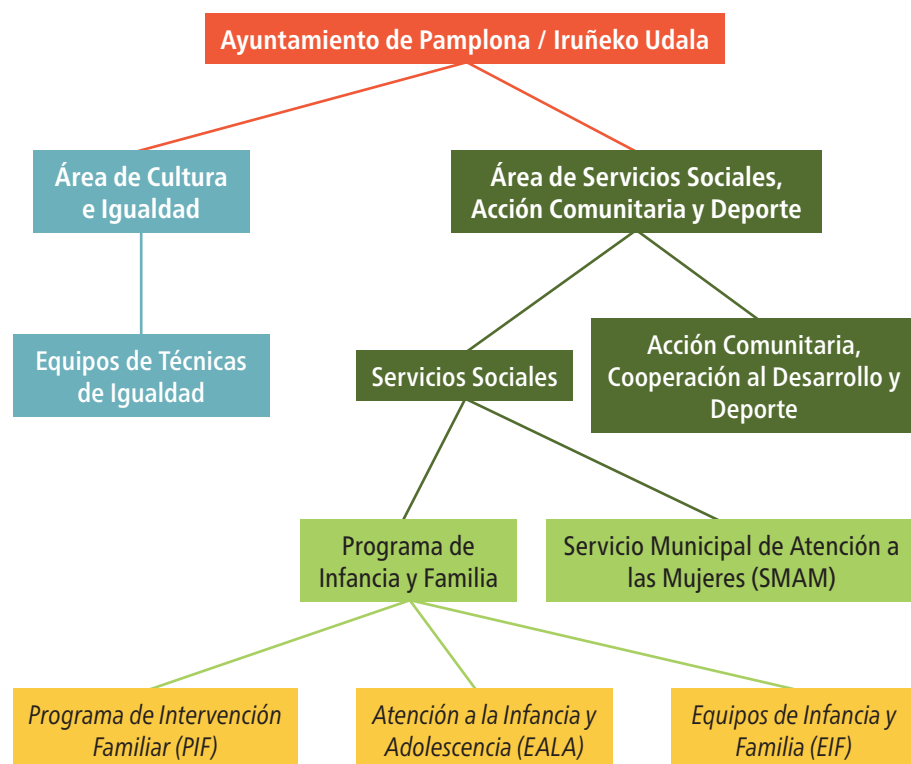 Ayuntamiento de Pamplona / Iruñeko Udala
Área de Cultura
e Igualdad
Área de Servicios Sociales,
Acción Comunitaria y Deporte
Equipos de Técnicas
de Igualdad
Servicios Sociales
Acción Comunitaria,
Cooperación al Desarrollo y
Deporte
Programa de
Infancia y Familia
Servicio Municipal de Atención a
las Mujeres (SMAM)
Programa de Intervención
Familiar (PIF)
Atención a la Infancia y
Adolescencia (EALA)
Equipos de Infancia y
Familia (EIF)